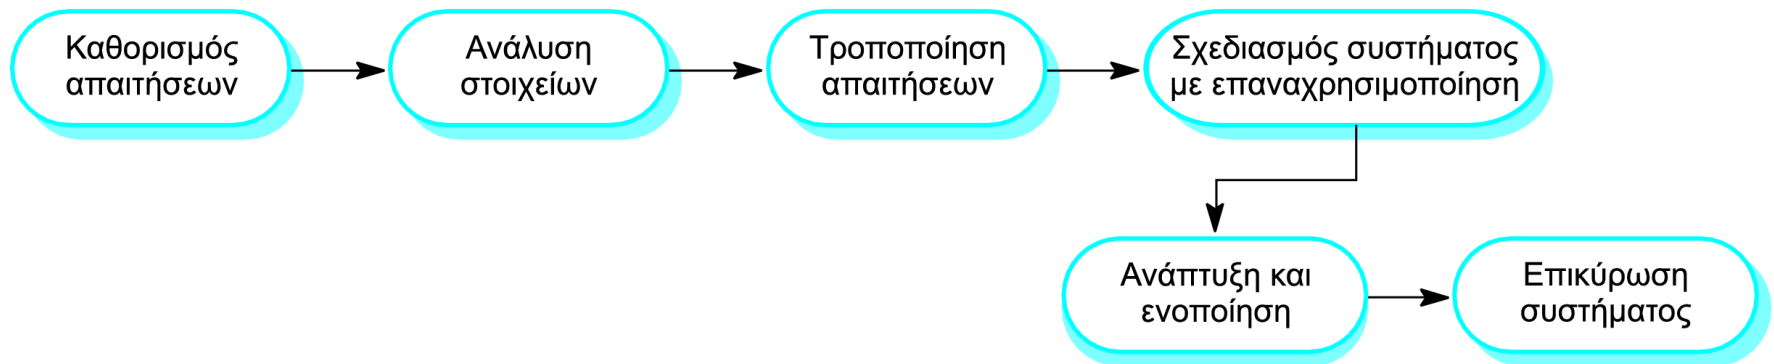 Καθορισμός
απαιτήσεων
Ανάλυση
στοιχείων
Τροποποίηση
απαιτήσεων
Σχεδιασμός συστήματος
με επαναχρησιμοποίηση
Ανάπτυξη και
ενοποίηση
Επικύρωση
συστήματος